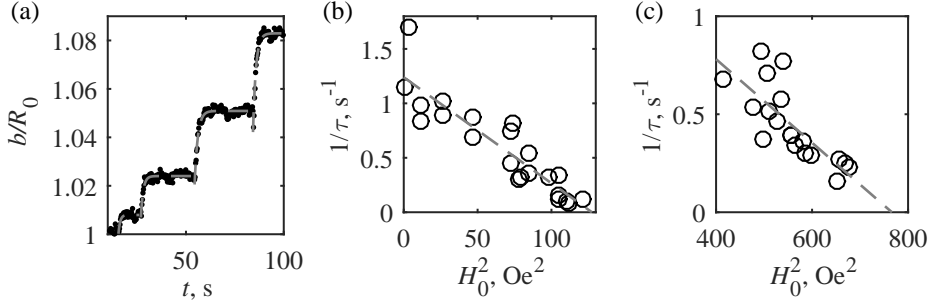 (a)
b/R₀
1.08
1.06
1.04
1.02
1
50
100
t, s
(b)
1/τ, s⁻¹
1.5
1
0.5
0
0
50
100
H₀², Oe²
(c)
1/τ, s⁻¹
1
0.5
0
400
600
800
H₀², Oe²